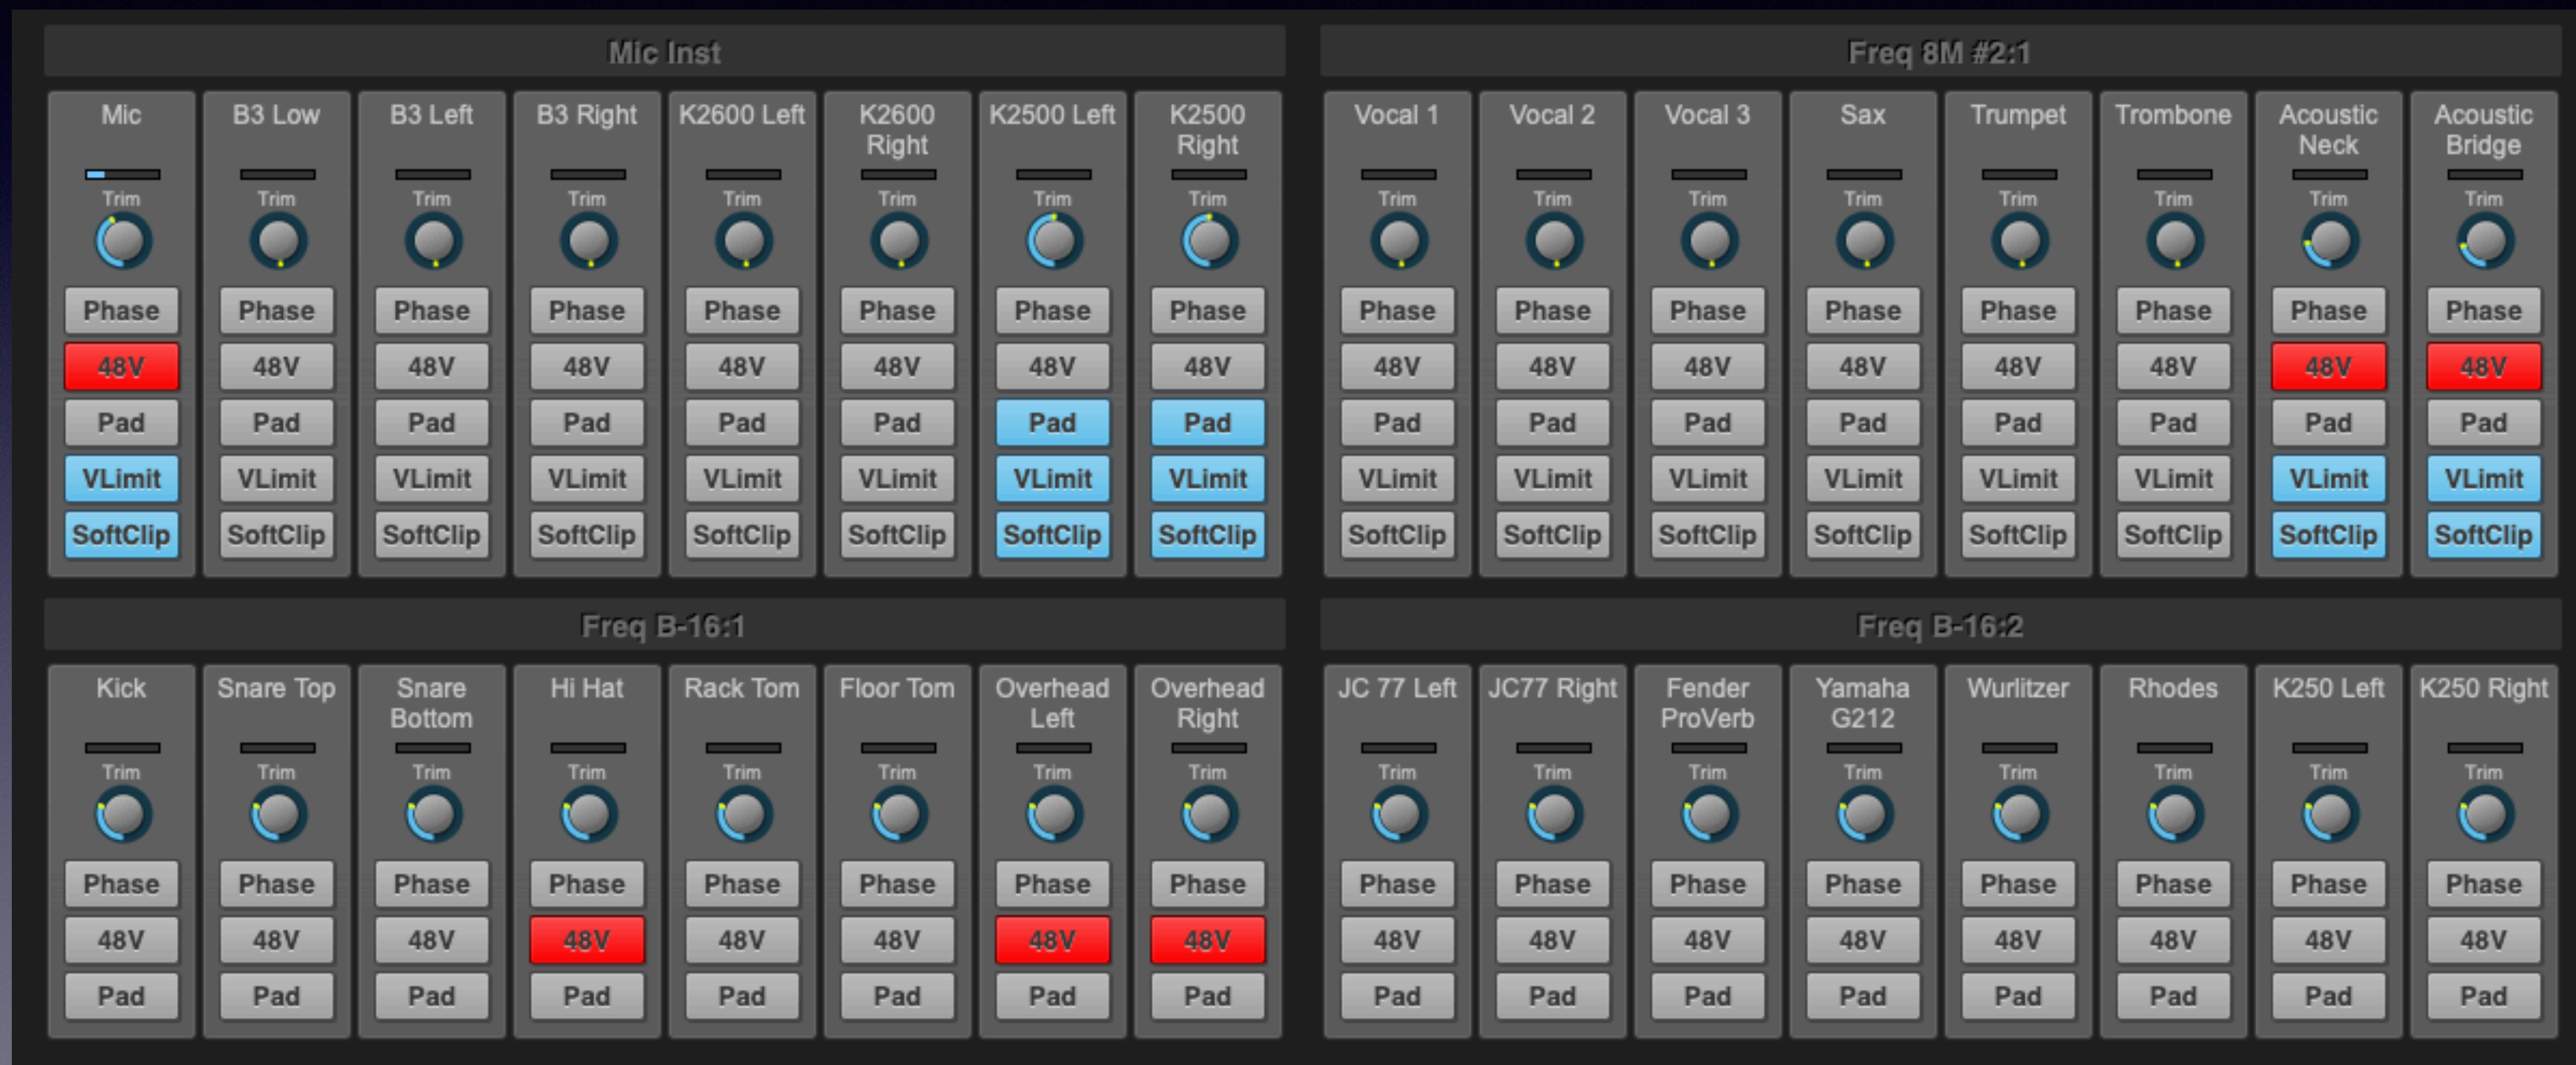 Mic Inst
Mic B3 Low B3 Left B3 Right K2600 Left K2600 Right K2500 Left K2500 Right
Trim Trim Trim Trim Trim Trim Trim Trim
Phase Phase Phase Phase Phase Phase Phase Phase
48V 48V 48V 48V 48V 48V 48V 48V
Pad Pad Pad Pad Pad Pad Pad Pad
VLimit VLimit VLimit VLimit VLimit VLimit VLimit VLimit
SoftClip SoftClip SoftClip SoftClip SoftClip SoftClip SoftClip SoftClip
Freq 8M #2:1
Vocal 1 Vocal 2 Vocal 3 Sax Trumpet Trombone Acoustic Neck Acoustic Bridge
Trim Trim Trim Trim Trim Trim Trim Trim
Phase Phase Phase Phase Phase Phase Phase Phase
48V 48V 48V 48V 48V 48V 48V 48V
Pad Pad Pad Pad Pad Pad Pad Pad
VLimit VLimit VLimit VLimit VLimit VLimit VLimit VLimit
SoftClip SoftClip SoftClip SoftClip SoftClip SoftClip SoftClip SoftClip
Freq B-16:1
Kick Snare Top Snare Bottom Hi Hat Rack Tom Floor Tom Overhead Left Overhead Right
Trim Trim Trim Trim Trim Trim Trim Trim
Phase Phase Phase Phase Phase Phase Phase Phase
48V 48V 48V 48V 48V 48V 48V 48V
Pad Pad Pad Pad Pad Pad Pad Pad
Freq B-16:2
JC 77 Left JC77 Right Fender ProVerb Yamaha G212 Wurlitzer Rhodes K250 Left K250 Right
Trim Trim Trim Trim Trim Trim Trim Trim
Phase Phase Phase Phase Phase Phase Phase Phase
48V 48V 48V 48V 48V 48V 48V 48V
Pad Pad Pad Pad Pad Pad Pad Pad